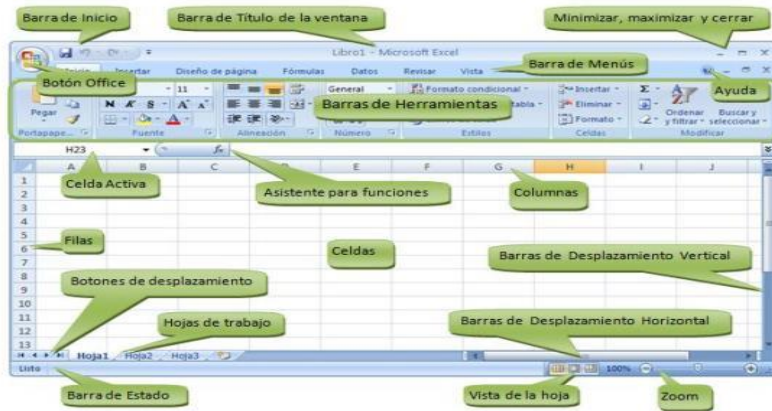 Barra de Inicio
Barra de Título de la ventana
Minimizar, maximizar y cerrar
Libro1 - Microsoft Excel
Inicio Insertar Diseño de página Fórmulas Datos Revisar Vista
Barra de Menús
Botón Office
Ayuda
11 General Formato condicional Insertar Σ
Barras de Herramientas
Pegar N K S A A tabla Eliminar Ordenar y filtrar Buscar y seleccionar
Formato
Portapape... Fuente Alineación Número Estilos Celdas Modificar
H23 fx
A B C D E F G H I J
Celda Activa
Asistente para funciones
Columnas
1
2
3
4
5
Filas
6
Celdas
7
Barras de Desplazamiento Vertical
8
Botones de desplazamiento
9
10
11
Hojas de trabajo
Barras de Desplazamiento Horizontal
12
13
Hoja1 Hoja2 Hoja3
Listo 100%
Barra de Estado
Vista de la hoja
Zoom